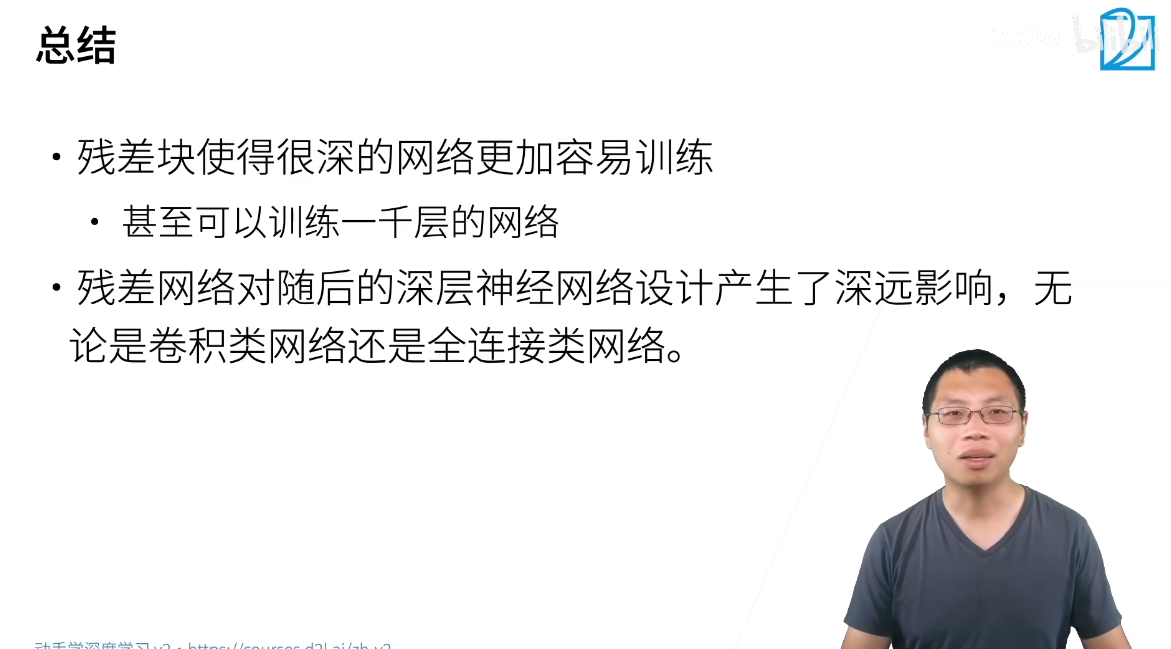 总结
• 残差块使得很深的网络更加容易训练
• 甚至可以训练一千层的网络
• 残差网络对随后的深层神经网络设计产生了深远影响，无
论是卷积类网络还是全连接类网络。
bilibili
动手学深度学习 v2 • https://courses.d2l.ai/zh-v2